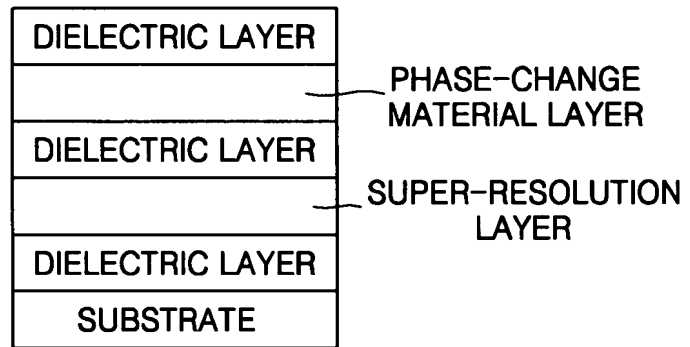 DIELECTRIC LAYER
PHASE-CHANGE
MATERIAL LAYER
DIELECTRIC LAYER
SUPER-RESOLUTION
LAYER
DIELECTRIC LAYER
SUBSTRATE